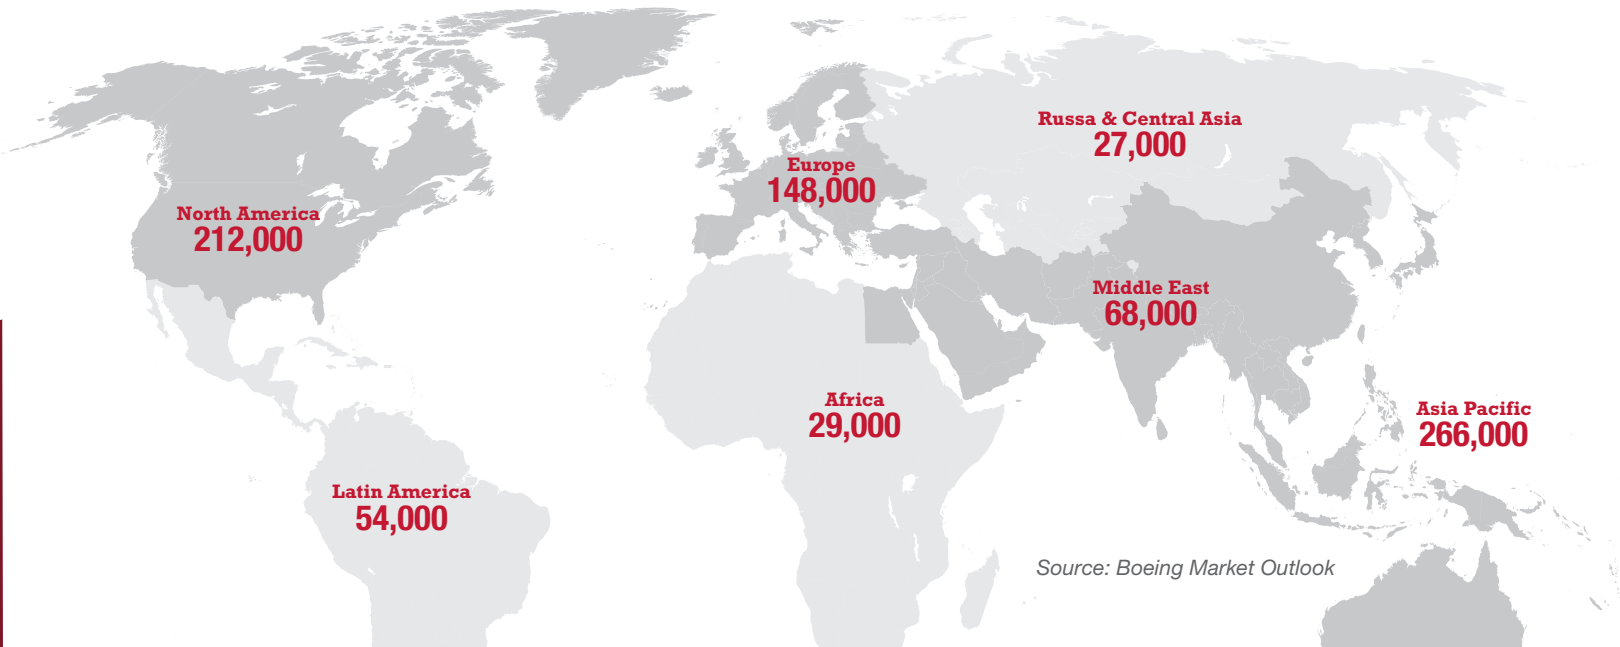 Russa & Central Asia
27,000
Europe
148,000
North America
212,000
Middle East
68,000
Africa
29,000
Asia Pacific
266,000
Latin America
54,000
Source: Boeing Market Outlook